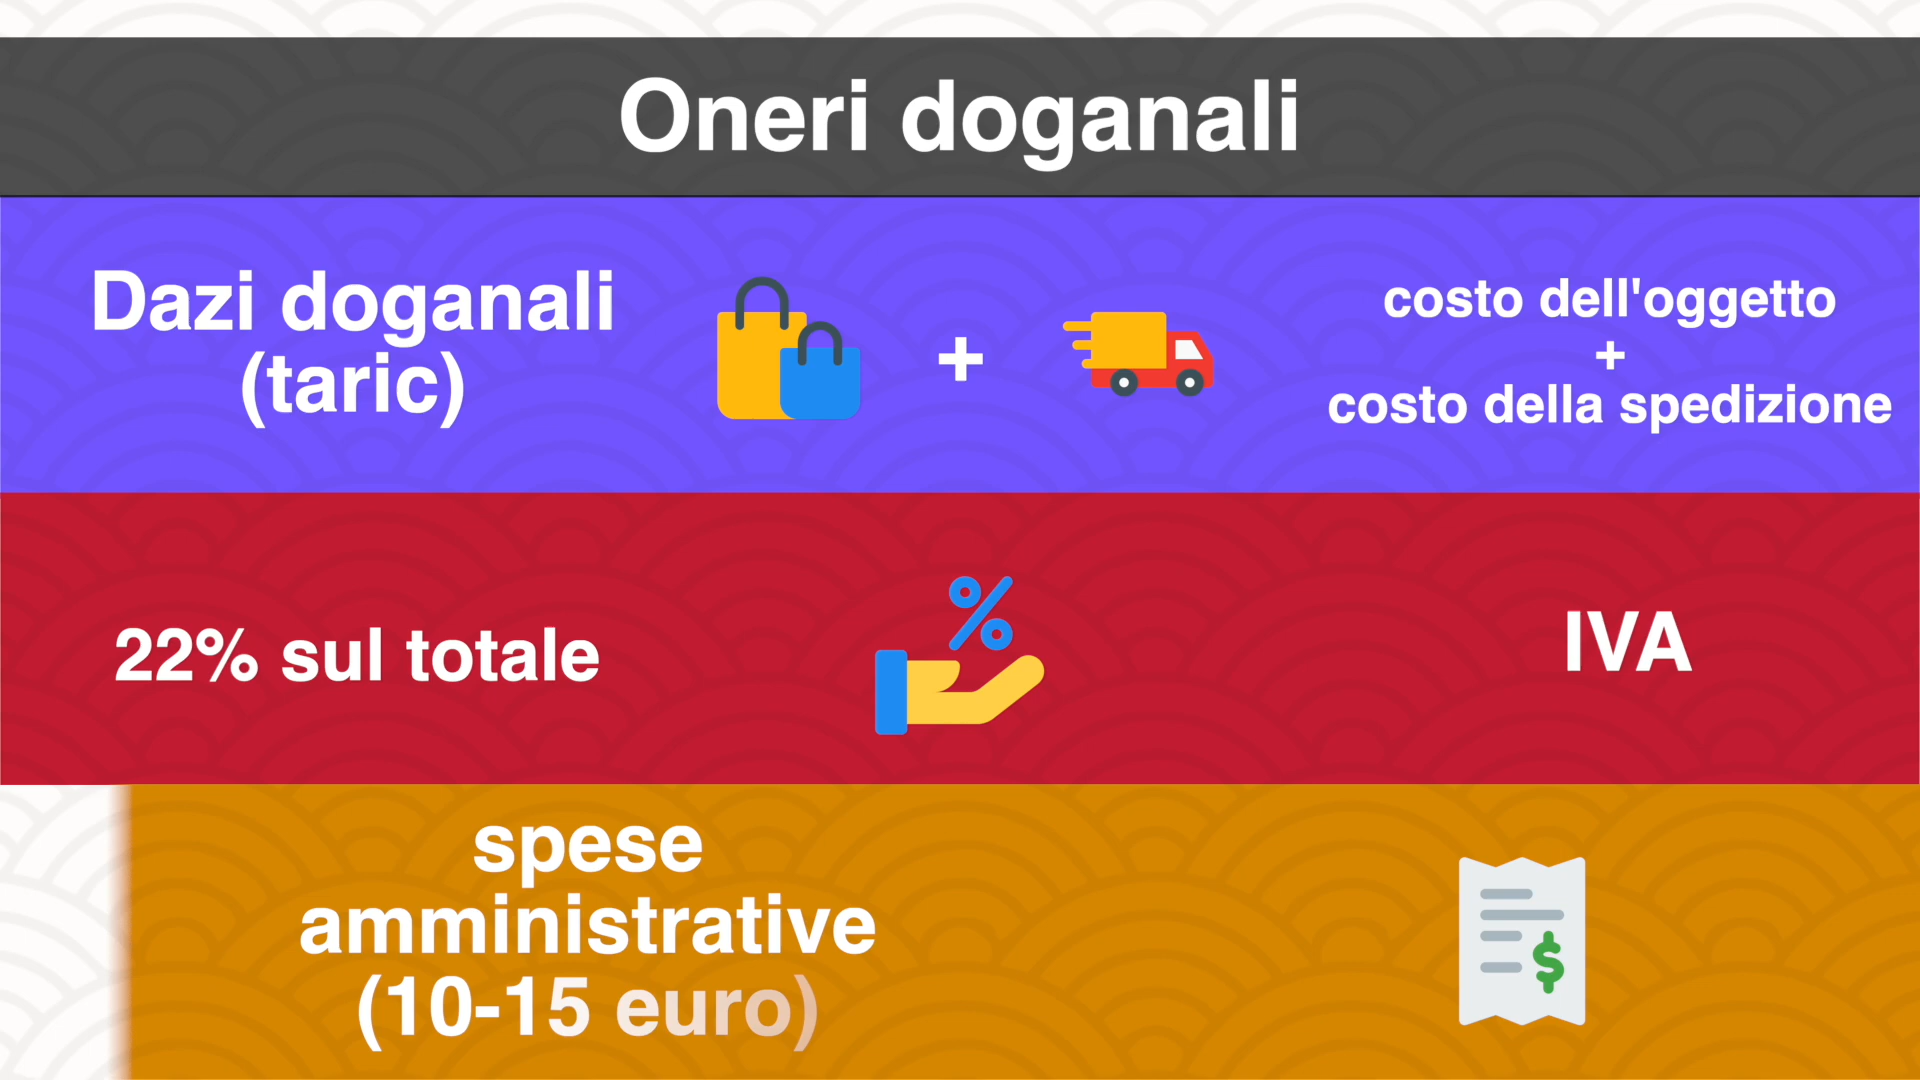 Oneri doganali
Dazi doganali
(taric)
+
costo dell'oggetto
+
costo della spedizione
22% sul totale
%
IVA
spese
amministrative
(10-15 euro)
$